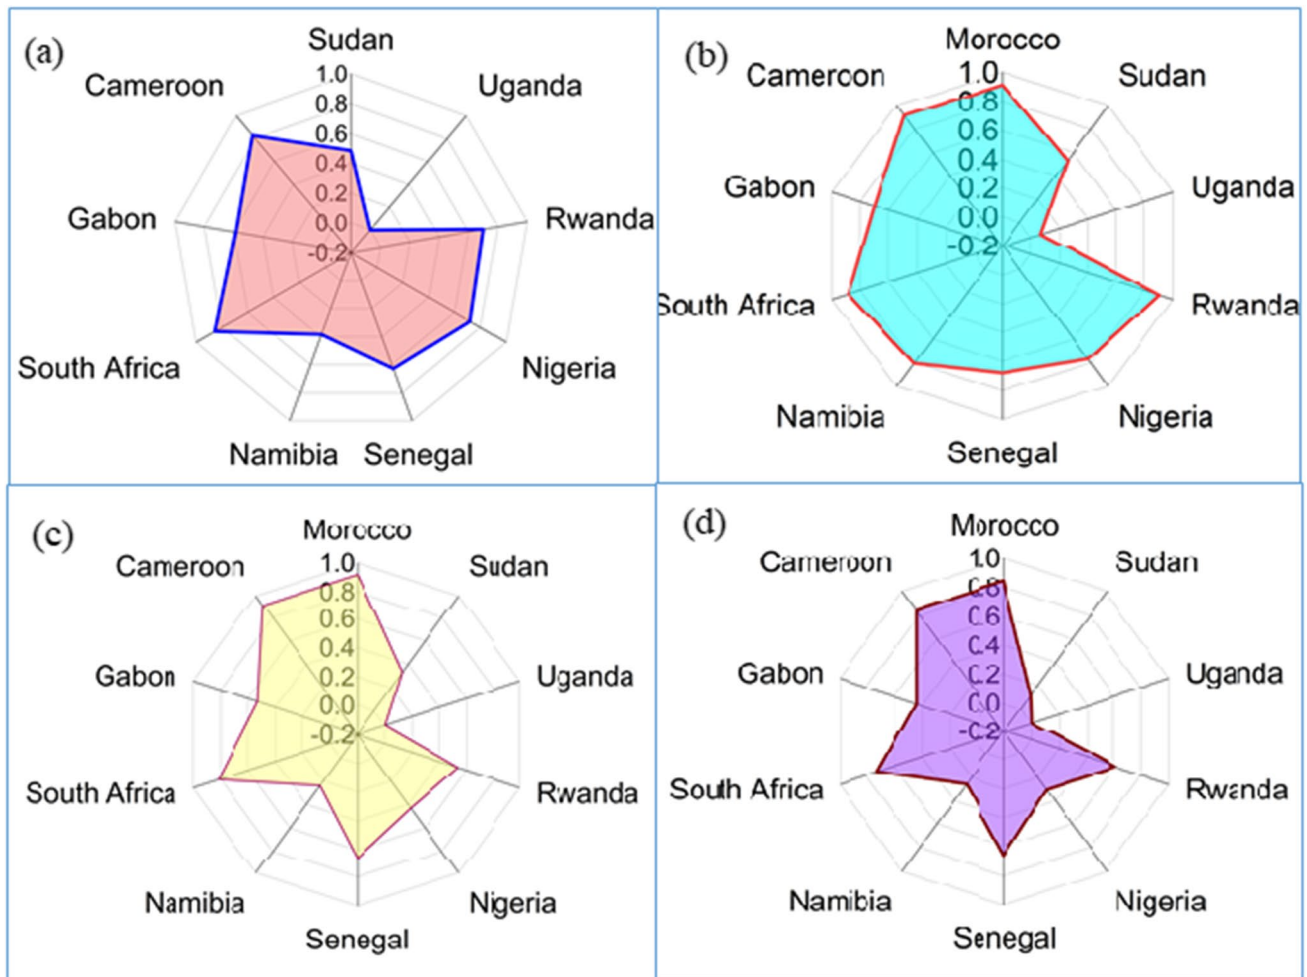 (a)
Sudan
Cameroon
Uganda
1.0
0.8
0.6
0.4
0.2
0.0
-0.2
Gabon
Rwanda
South Africa
Nigeria
Namibia
Senegal
(b)
Morocco
Cameroon
Sudan
1.0
0.8
0.6
0.4
0.2
0.0
-0.2
Gabon
Uganda
South Africa
Rwanda
Namibia
Nigeria
Senegal
(c)
Morocco
Cameroon
Sudan
1.0
0.8
0.6
0.4
0.2
0.0
-0.2
Gabon
Uganda
South Africa
Rwanda
Namibia
Nigeria
Senegal
(d)
Morocco
Cameroon
Sudan
1.0
0.8
0.6
0.4
0.2
0.0
-0.2
Gabon
Uganda
South Africa
Rwanda
Namibia
Nigeria
Senegal